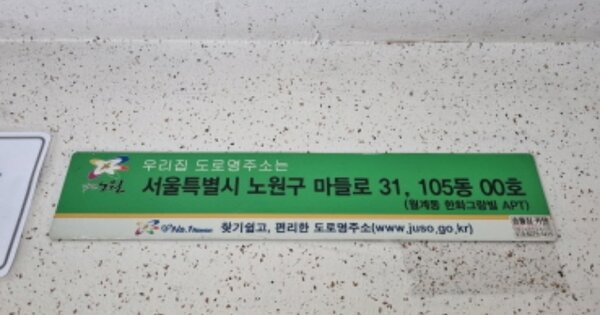 우리집 도로명주소는
서울특별시 노원구 마들로 31, 105동 00호
(월계동 한화그랑빌 APT)
찾기쉽고, 편리한 도로명주소(www.juso.go.kr)